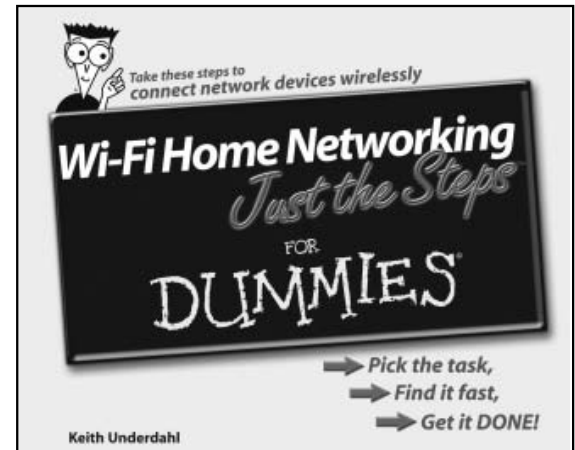 Take these steps to
connect network devices wirelessly
Wi-Fi Home Networking
Just the Steps™
FOR
DUMMIES®
Pick the task,
Find it fast,
Get it DONE!
Keith Underdahl